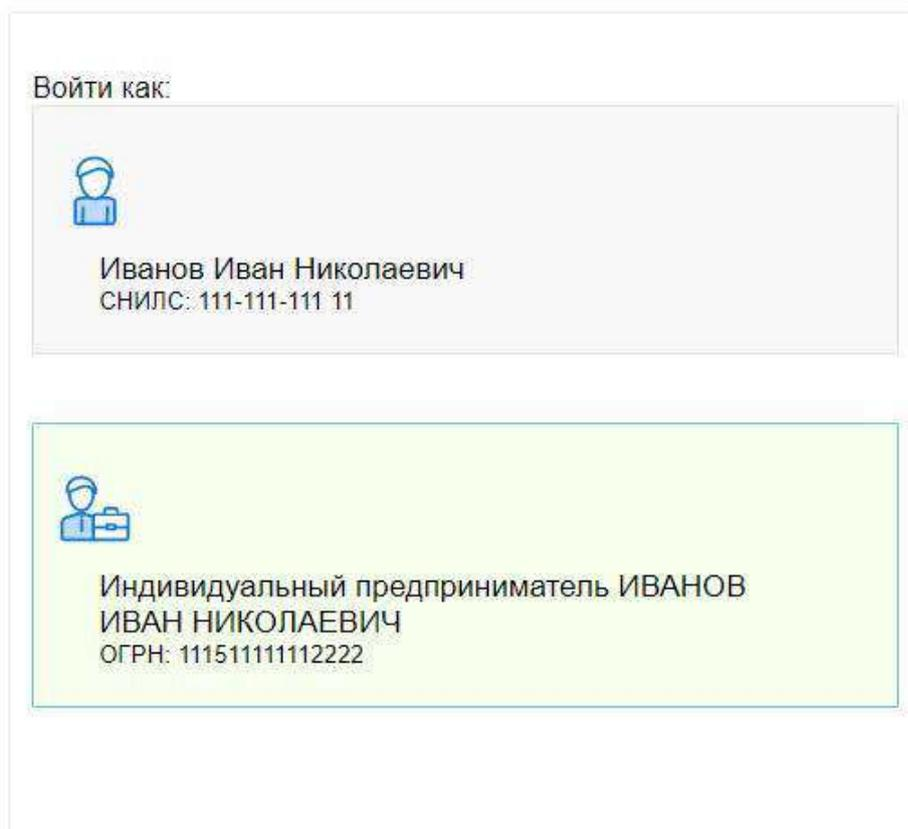 Войти как:
Иванов Иван Николаевич
СНИЛС: 111-111-111 11
Индивидуальный предприниматель ИВАНОВ
ИВАН НИКОЛАЕВИЧ
ОГРН: 111511111112222